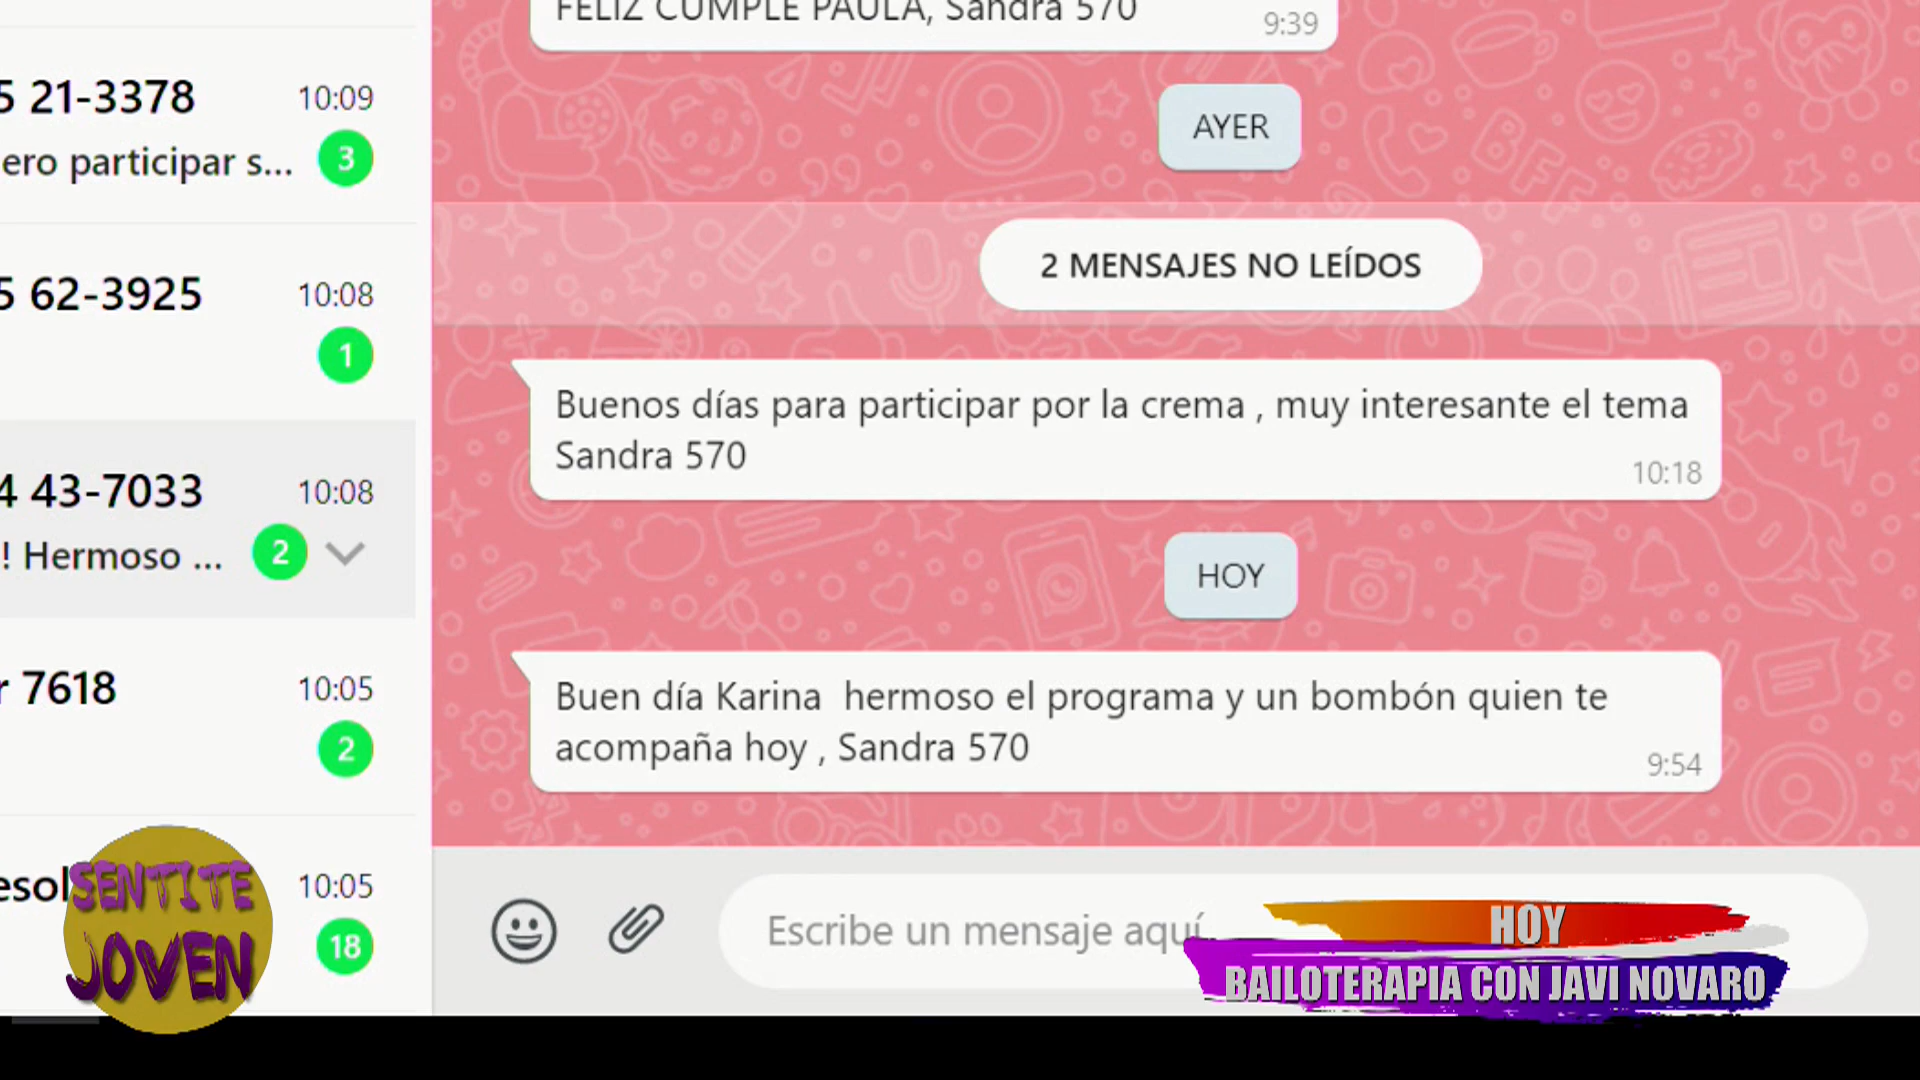 5 21-3378
10:09
ero participar s...
3
5 62-3925
10:08
1
4 43-7033
10:08
! Hermoso ...
2
r 7618
10:05
2
esol
10:05
18
FELIZ CUMPLE PAULA, Sandra 570
9:39
AYER
2 MENSAJES NO LEÍDOS
Buenos días para participar por la crema , muy interesante el tema
Sandra 570
10:18
HOY
Buen día Karina  hermoso el programa y un bombón quien te
acompaña hoy , Sandra 570
9:54
Escribe un mensaje aquí
SENTITE
JOVEN
HOY
BAILOTERAPIA CON JAVI NOVARO